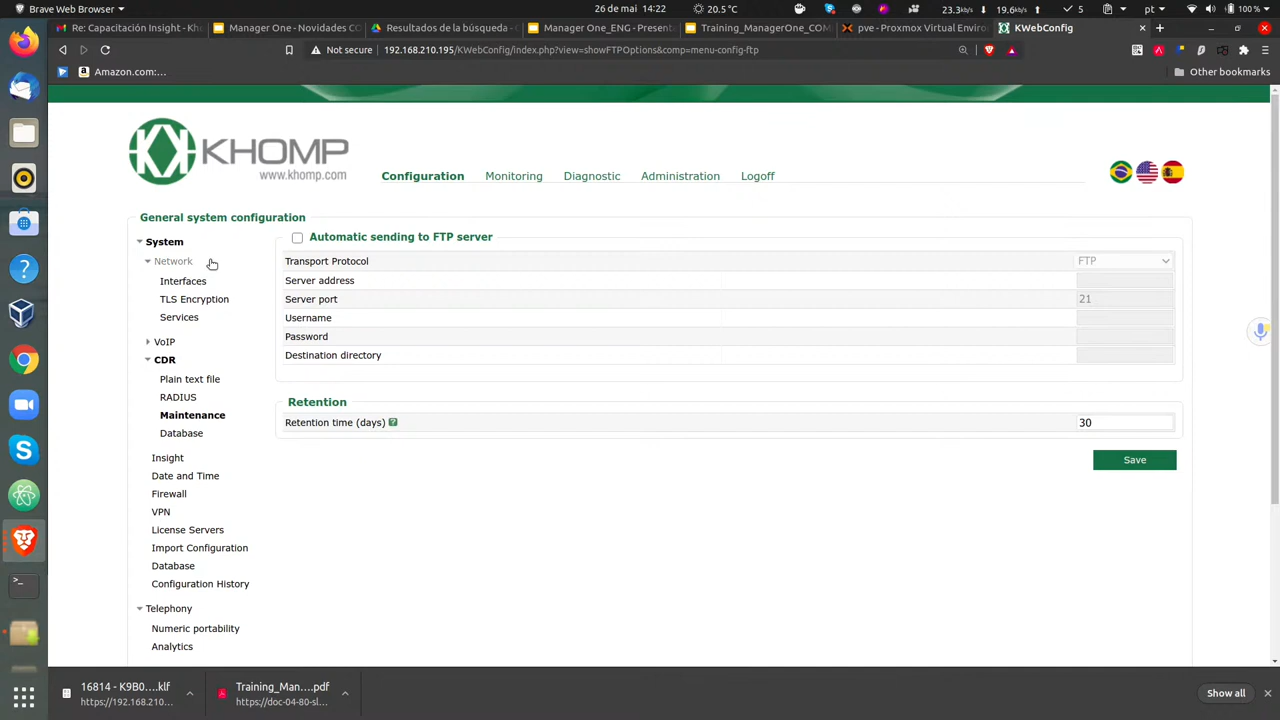 Brave Web Browser
26 de mai 14:22
20.5°C
23.3kb/s
19.6kb/s
pt
100 %
Re: Capacitación Insight - Kh
Manager One - Novidades CO
Resultados de la búsqueda -
Manager One_ENG - Present
Training_ManagerOne_COM
pve - Proxmox Virtual Enviro
KWebConfig
Not secure
192.168.210.195/KWebConfig/index.php?view=showFTPOptions&comp=menu-config-ftp
Amazon.com:...
Other bookmarks
KHOMP
www.khomp.com
Configuration
Monitoring
Diagnostic
Administration
Logoff
General system configuration
System
Network
Interfaces
TLS Encryption
Services
VoIP
CDR
Plain text file
RADIUS
Maintenance
Database
Insight
Date and Time
Firewall
VPN
License Servers
Import Configuration
Database
Configuration History
Telephony
Numeric portability
Analytics
Automatic sending to FTP server
Transport Protocol FTP
Server address
Server port 21
Username
Password
Destination directory
Retention
Retention time (days) ? 30
Save
16814 - K9B0....klf
https://192.168.210...
Training_Man....pdf
https://doc-04-80-sl...
Show all